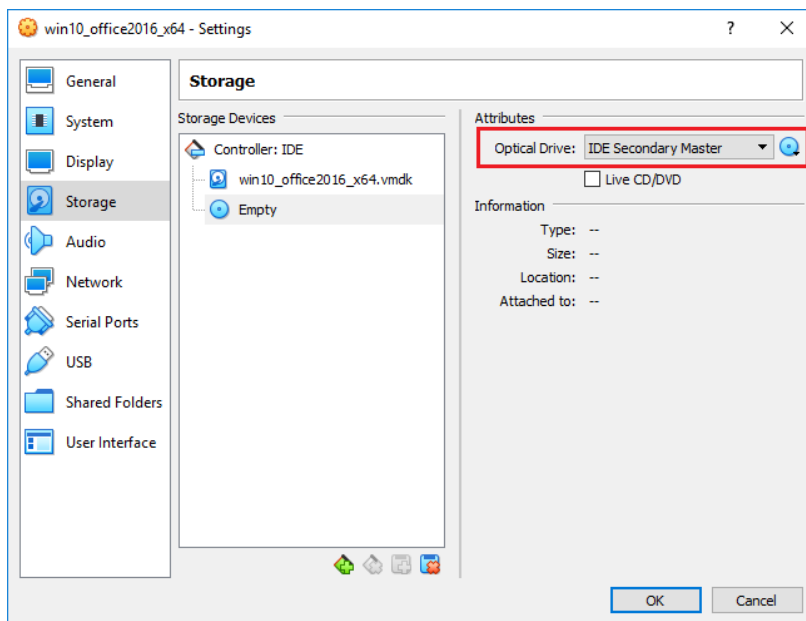 win10_office2016_x64 - Settings
?
General
System
Display
Storage
Audio
Network
Serial Ports
USB
Shared Folders
User Interface
Storage
Storage Devices
Controller: IDE
win10_office2016_x64.vmdk
Empty
Attributes
Optical Drive: IDE Secondary Master
Live CD/DVD
Information
Type: --
Size: --
Location: --
Attached to: --
OK
Cancel